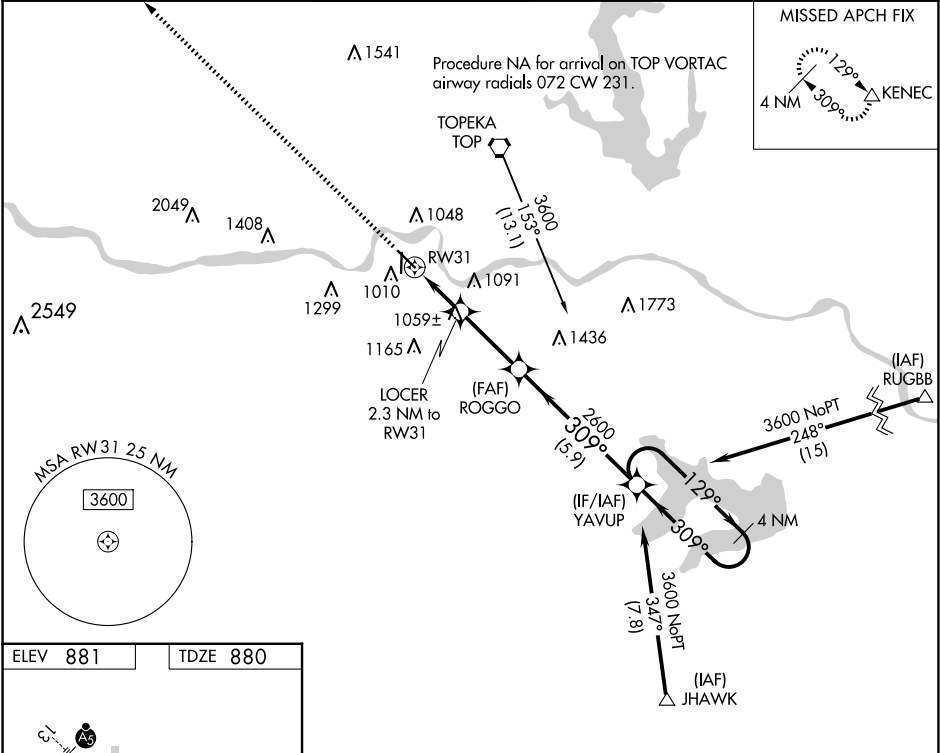 MISSED APCH FIX
129°
4 NM
309°
KENEC
1541
Procedure NA for arrival on TOP VORTAC
airway radials 072 CW 231.
TOPEKA
TOP
3600
153°
(13.1)
2049
1408
1048
RW31
1010
1091
1299
1773
2549
1059±
1436
1165
LOCER
2.3 NM to
RW31
(FAF)
ROGGO
(IAF)
RUGBB
3600 NoPT
248°
(15)
2600
309°
(5.9)
MSA RW31 25 NM
3600
(IF/IAF)
YAVUP
129°
4 NM
309°
3600 NoPT
347°
(7.8)
(IAF)
JHAWK
ELEV 881
TDZE 880
13
A5